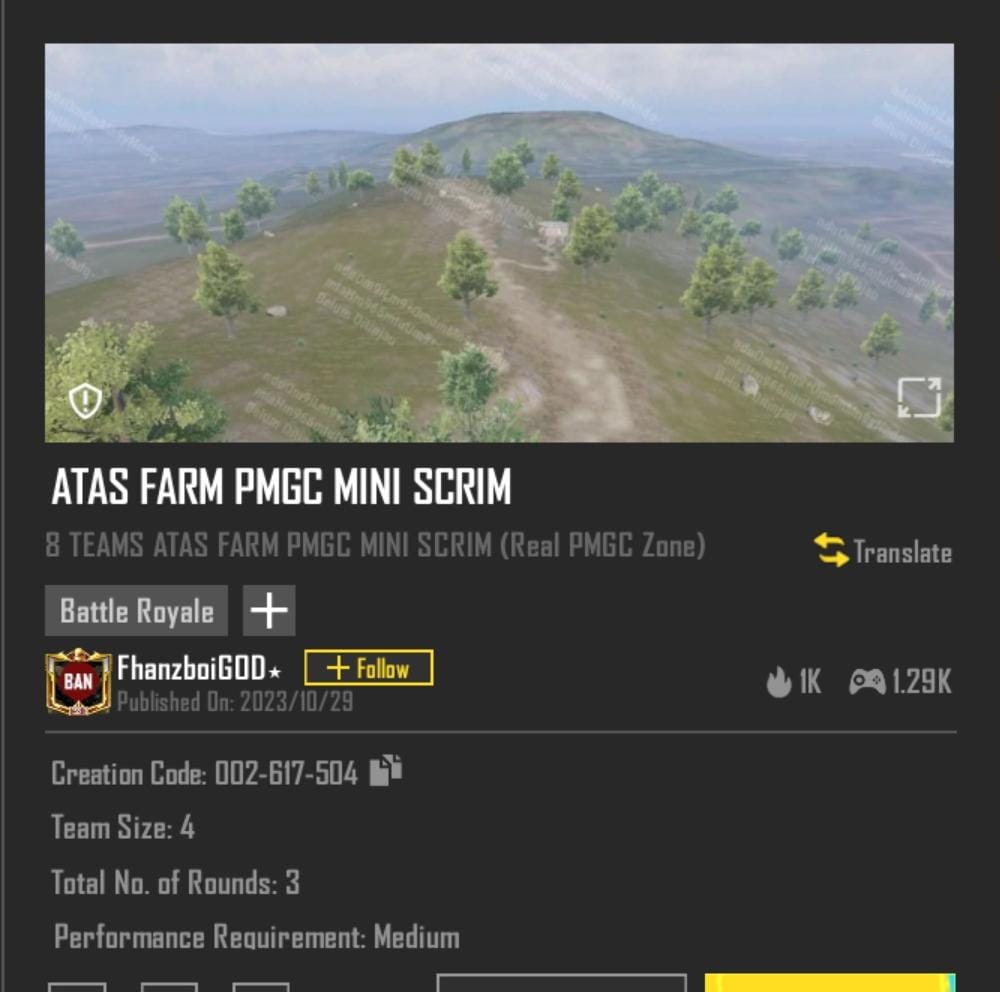 ATAS FARM PMGC MINI SCRIM
8 TEAMS ATAS FARM PMGC MINI SCRIM (Real PMGC Zone)
Translate
Battle Royale
BAN
FhanzboiGOD★
+ Follow
Published On: 2023/10/29
1K
1.29K
Creation Code: 002-617-504
Team Size: 4
Total No. of Rounds: 3
Performance Requirement: Medium